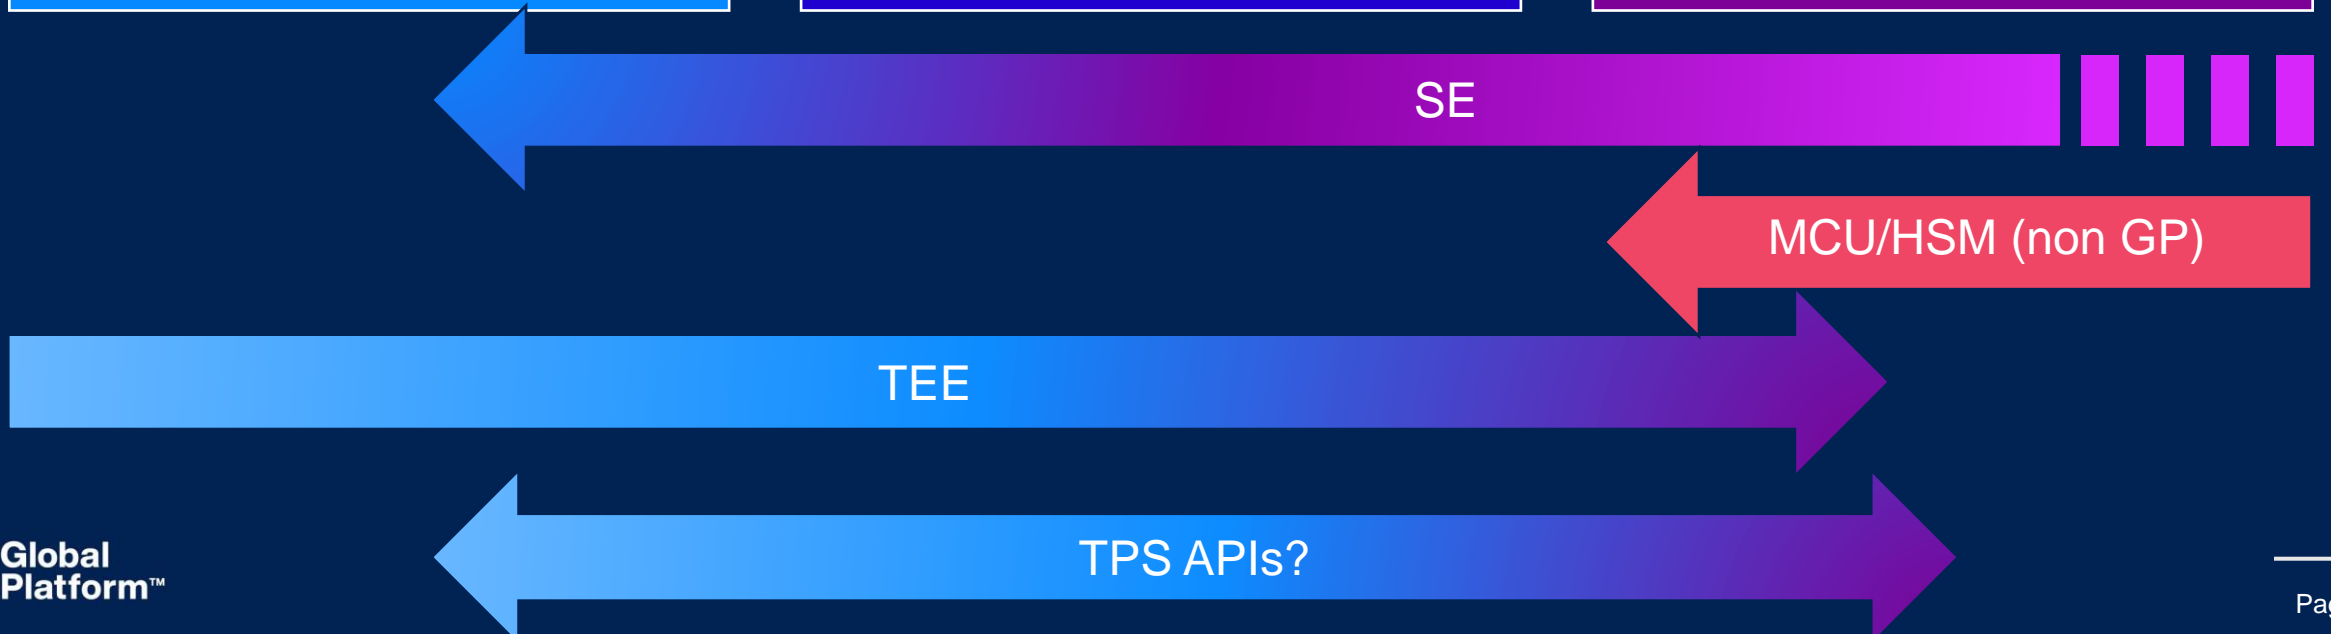 SE
MCU/HSM (non GP)
TEE
TPS APIs?
Global
Platform™